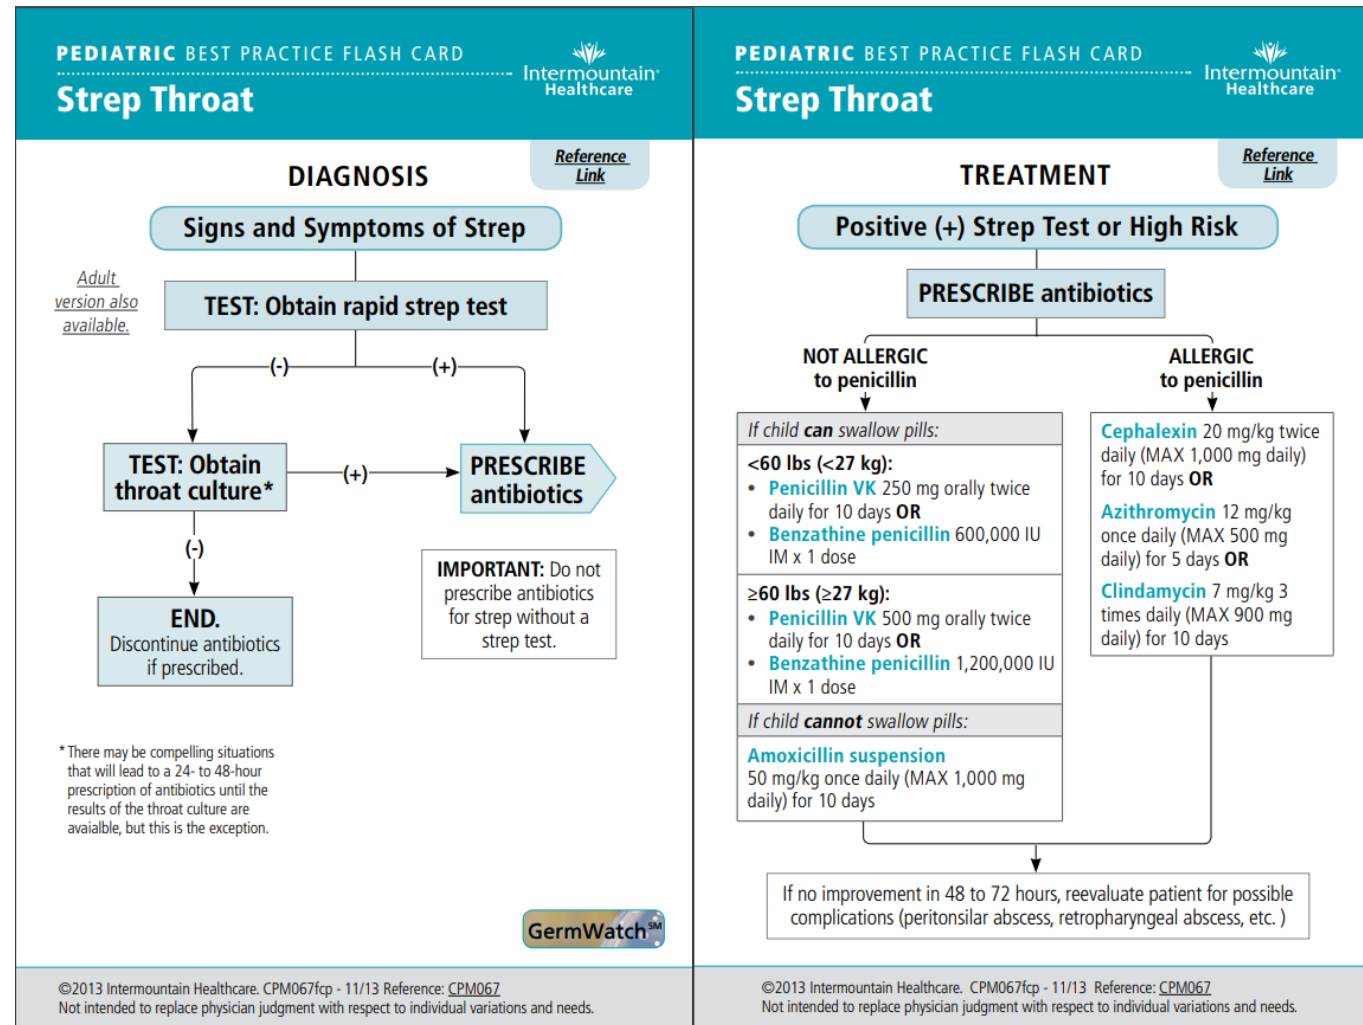 PEDIATRIC BEST PRACTICE FLASH CARD
Intermountain®
Healthcare
Strep Throat
Reference
Link
DIAGNOSIS
Signs and Symptoms of Strep
Adult
version also
available.
TEST: Obtain rapid strep test
(-)
(+)
TEST: Obtain
throat culture*
(+)
PRESCRIBE
antibiotics
(-)
END.
Discontinue antibiotics
if prescribed.
IMPORTANT: Do not
prescribe antibiotics
for strep without a
strep test.
* There may be compelling situations
that will lead to a 24- to 48-hour
prescription of antibiotics until the
results of the throat culture are
avaialble, but this is the exception.
GermWatch℠
©2013 Intermountain Healthcare. CPM067fcp - 11/13 Reference: CPM067
Not intended to replace physician judgment with respect to individual variations and needs.
PEDIATRIC BEST PRACTICE FLASH CARD
Intermountain®
Healthcare
Strep Throat
Reference
Link
TREATMENT
Positive (+) Strep Test or High Risk
PRESCRIBE antibiotics
NOT ALLERGIC
to penicillin
If child can swallow pills:
<60 lbs (<27 kg):
• Penicillin VK 250 mg orally twice
daily for 10 days OR
• Benzathine penicillin 600,000 IU
IM x 1 dose
≥60 lbs (≥27 kg):
• Penicillin VK 500 mg orally twice
daily for 10 days OR
• Benzathine penicillin 1,200,000 IU
IM x 1 dose
If child cannot swallow pills:
Amoxicillin suspension
50 mg/kg once daily (MAX 1,000 mg
daily) for 10 days
ALLERGIC
to penicillin
Cephalexin 20 mg/kg twice
daily (MAX 1,000 mg daily)
for 10 days OR
Azithromycin 12 mg/kg
once daily (MAX 500 mg
daily) for 5 days OR
Clindamycin 7 mg/kg 3
times daily (MAX 900 mg
daily) for 10 days
If no improvement in 48 to 72 hours, reevaluate patient for possible
complications (peritonsilar abscess, retropharyngeal abscess, etc. )
©2013 Intermountain Healthcare. CPM067fcp - 11/13 Reference: CPM067
Not intended to replace physician judgment with respect to individual variations and needs.